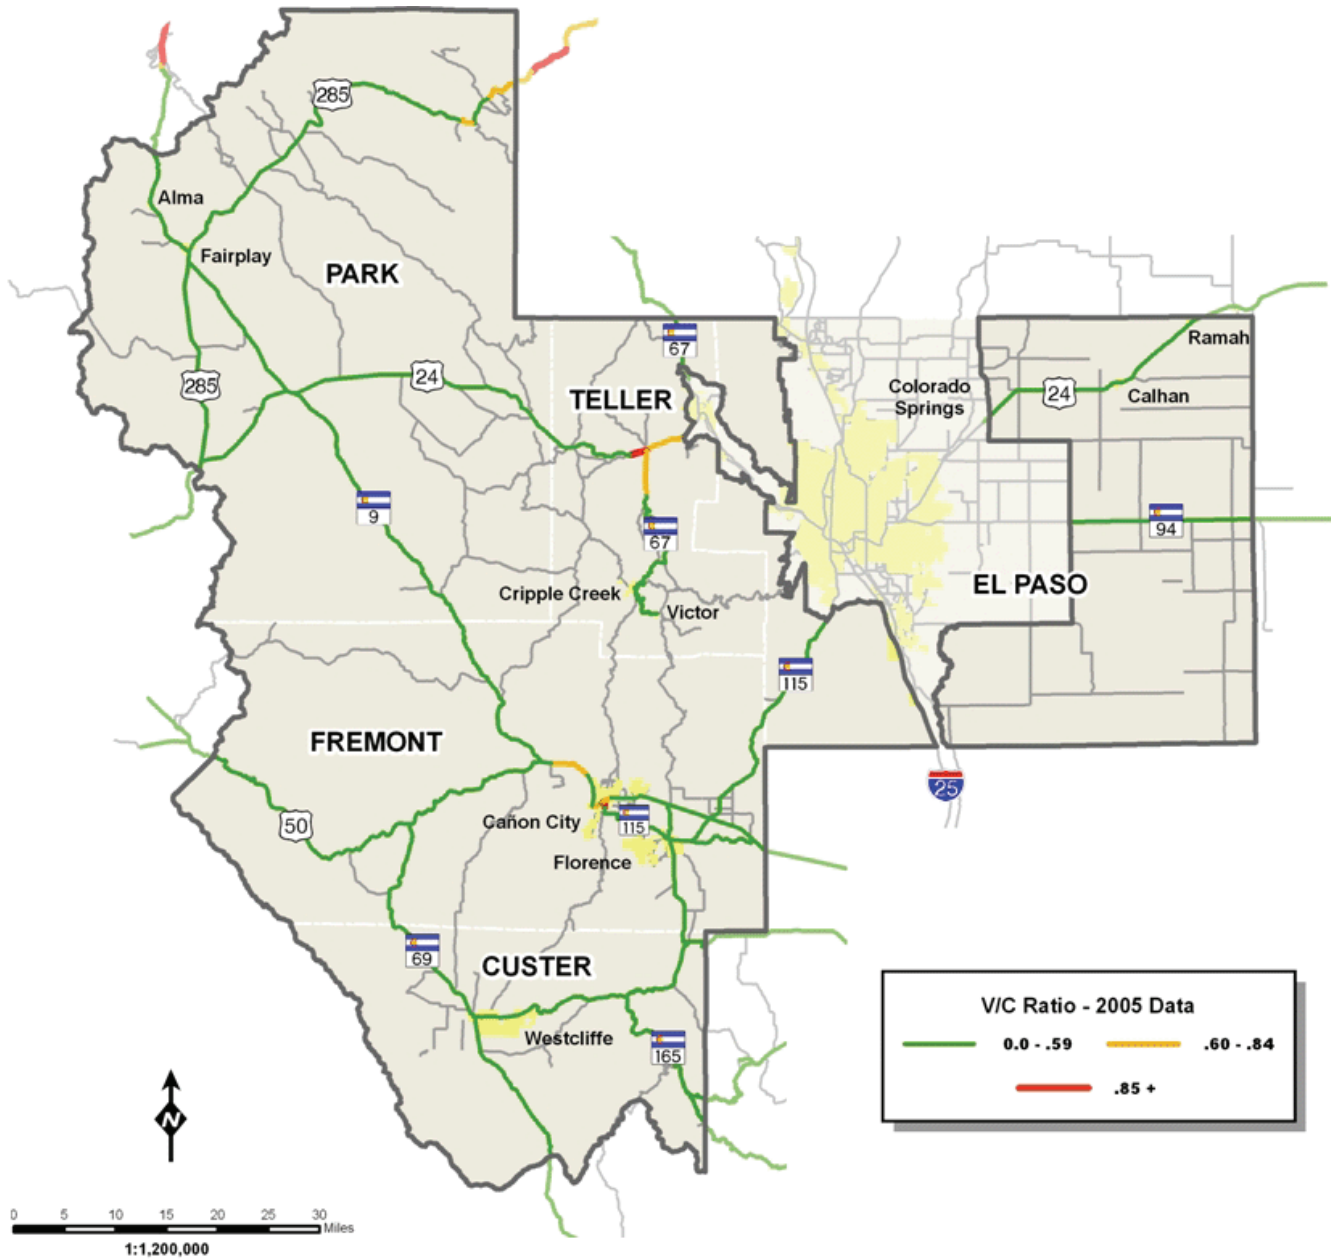 285
Alma
Fairplay
PARK
67
Ramah
285
24
TELLER
Colorado
Springs
24
Calhan
9
67
94
Cripple Creek
EL PASO
Victor
115
FREMONT
25
50
Cañon City
115
Florence
69
CUSTER
V/C Ratio - 2005 Data
0.0 - .59
.60 - .84
.85 +
Westcliffe
165
N
0 5 10 15 20 25 30
Miles
1:1,200,000